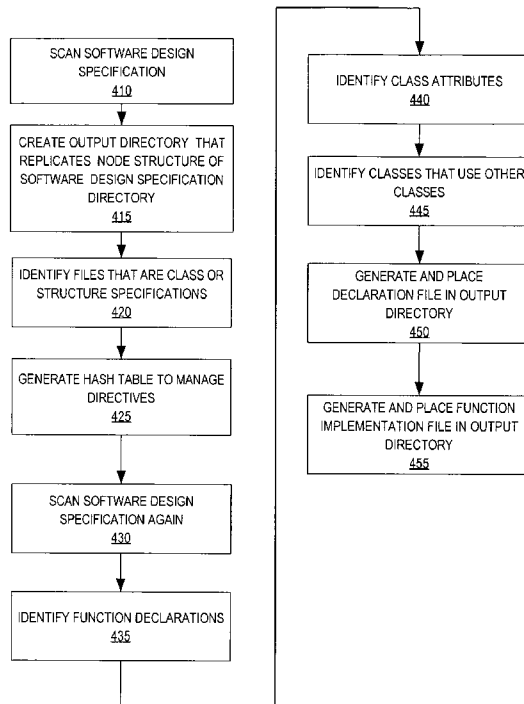 SCAN SOFTWARE DESIGN
SPECIFICATION
410
CREATE OUTPUT DIRECTORY THAT
REPLICATES NODE STRUCTURE OF
SOFTWARE DESIGN SPECIFICATION
DIRECTORY
415
IDENTIFY FILES THAT ARE CLASS OR
STRUCTURE SPECIFICATIONS
420
GENERATE HASH TABLE TO MANAGE
DIRECTIVES
425
SCAN SOFTWARE DESIGN
SPECIFICATION AGAIN
430
IDENTIFY FUNCTION DECLARATIONS
435
IDENTIFY CLASS ATTRIBUTES
440
IDENTIFY CLASSES THAT USE OTHER
CLASSES
445
GENERATE AND PLACE
DECLARATION FILE IN OUTPUT
DIRECTORY
450
GENERATE AND PLACE FUNCTION
IMPLEMENTATION FILE IN OUTPUT
DIRECTORY
455